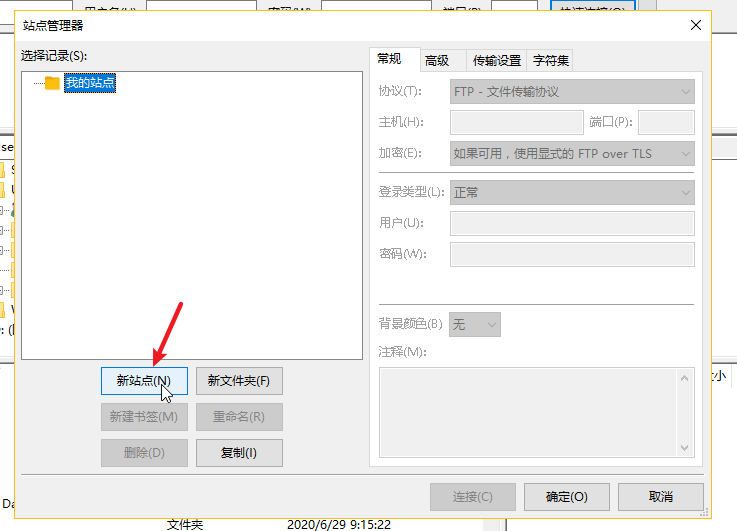 站点管理器
选择记录(S):
我的站点
新站点(N)
新文件夹(F)
新建书签(M)
重命名(R)
删除(D)
复制(I)
常规
高级
传输设置
字符集
协议(T):
FTP - 文件传输协议
主机(H):
端口(P):
加密(E):
如果可用，使用显式的 FTP over TLS
登录类型(L):
正常
用户(U):
密码(W):
背景颜色(B)
无
注释(M):
连接(C)
确定(O)
取消
文件夹
2020/6/29 9:15:22